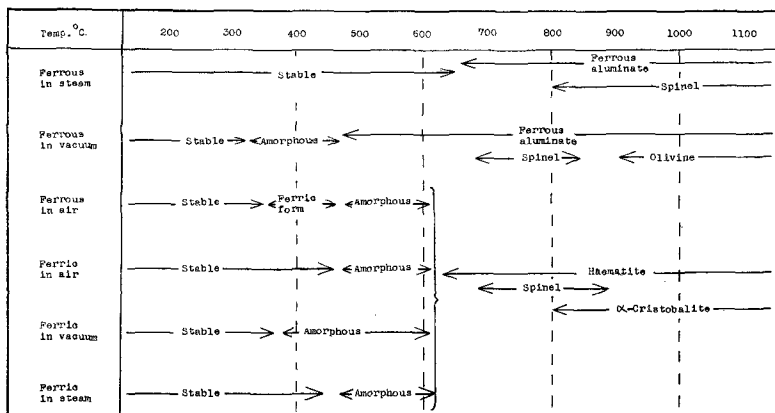 Temp.°C. 200 300 400 500 600 700 800 900 1000 1100
Ferrous
in steam
Stable
Ferrous
aluminate
Spinel
Ferrous
in vacuum
Stable
Amorphous
Ferrous
aluminate
Spinel
Olivine
Ferrous
in air
Stable
Ferric
form
Amorphous
Ferric
in air
Stable
Amorphous
Haematite
Spinel
α-Cristobalite
Ferric
in vacuum
Stable
Amorphous
Ferric
in steam
Stable
Amorphous